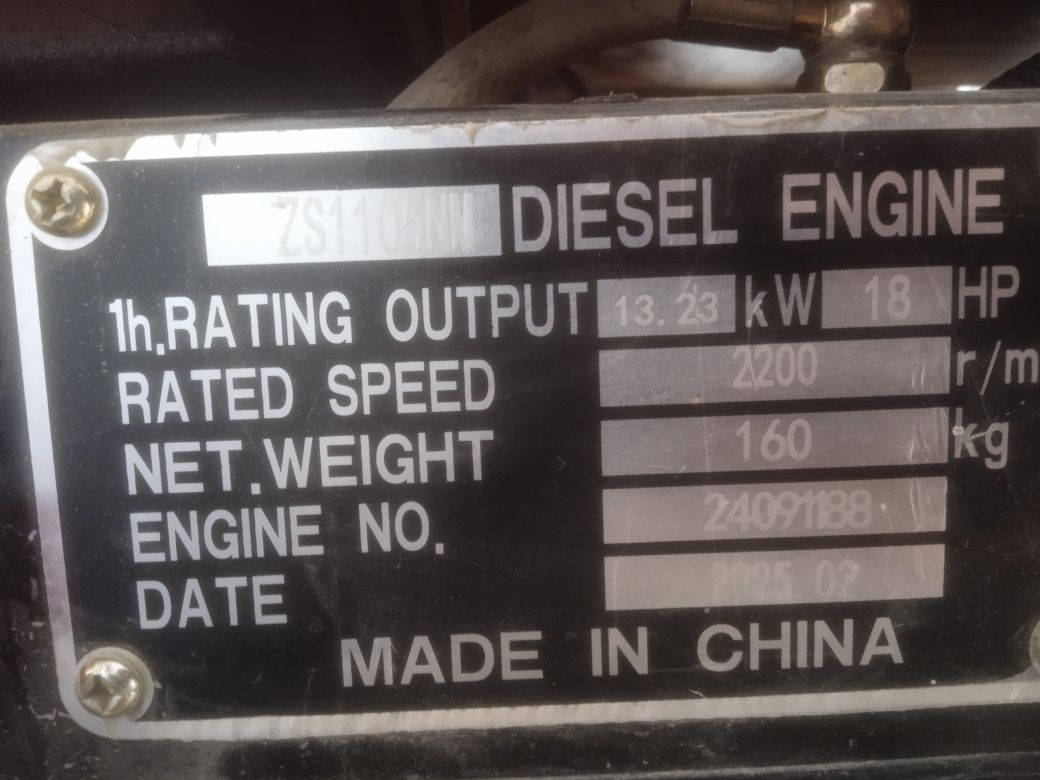 DIESEL ENGINE
1h.RATING OUTPUT 13.23 kW 18 HP
RATED SPEED 2200 r/m
NET.WEIGHT 160 kg
ENGINE NO. 24091188
DATE 2025 02
MADE IN CHINA